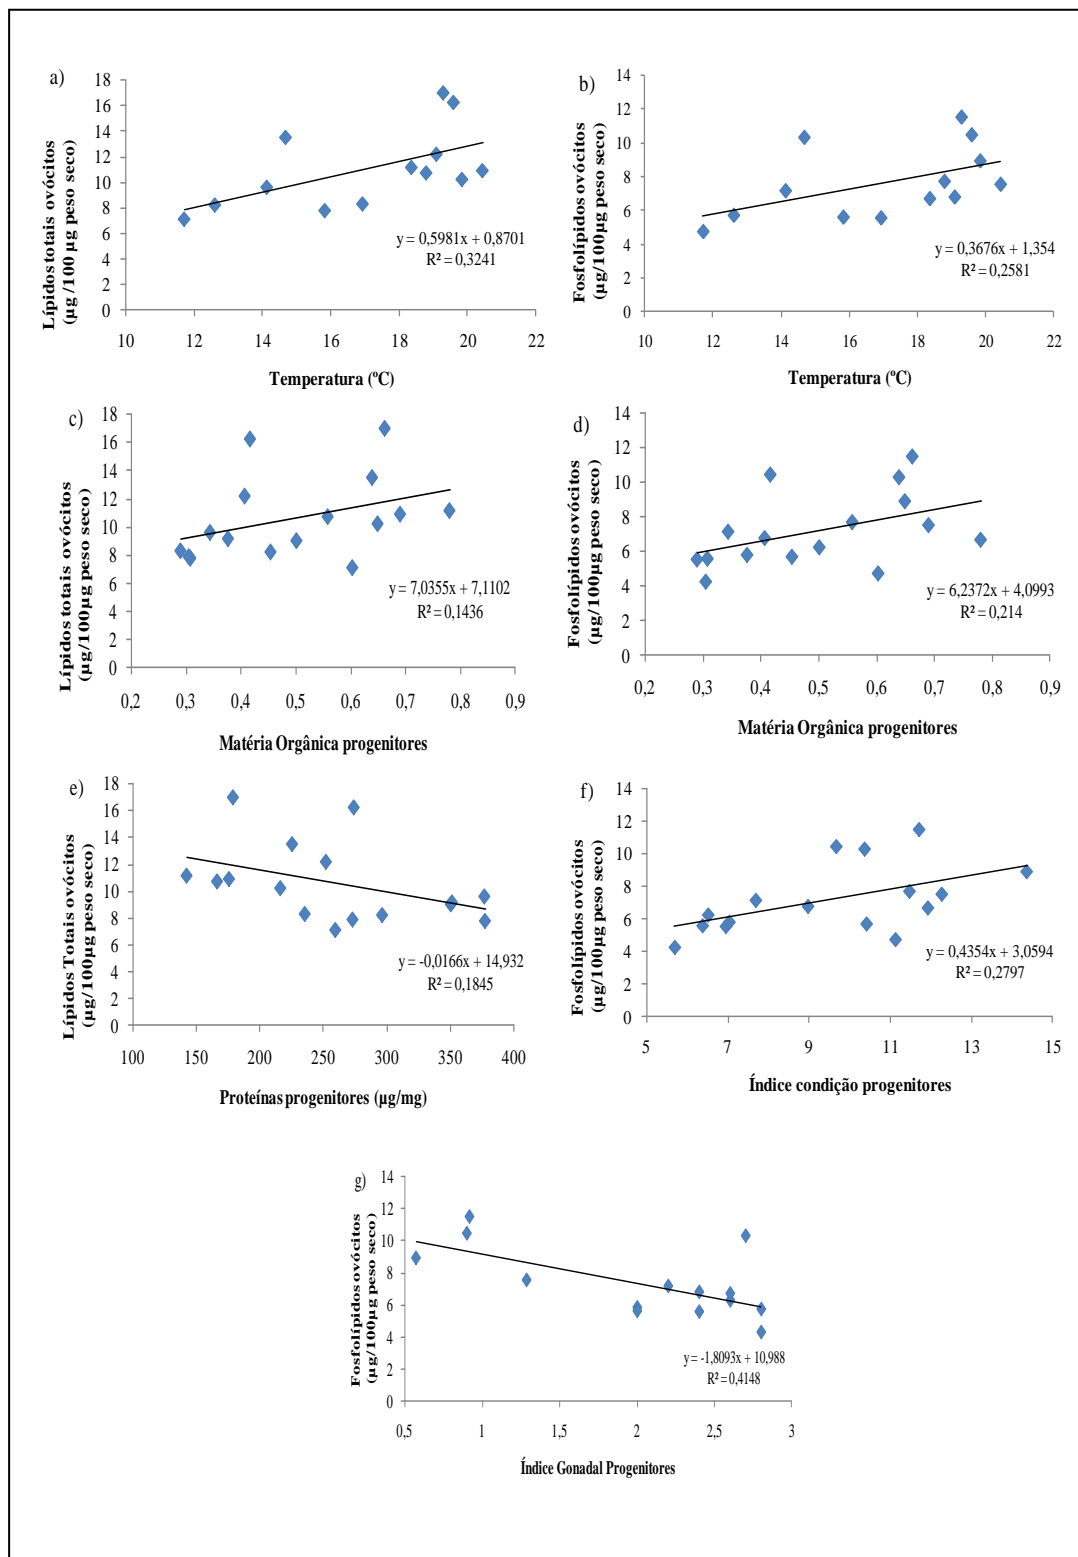 a)
Lípidos totais ovócitos
(µg /100 µg peso seco)
18
16
14
12
10
8
6
4
2
0
10 12 14 16 18 20 22
y = 0,5981x + 0,8701
R² = 0,3241
Temperatura (ºC)
b)
Fosfolípidos ovócitos
(µg/100µg peso seco)
14
12
10
8
6
4
2
0
10 12 14 16 18 20 22
y = 0,3676x + 1,354
R² = 0,2581
Temperatura (ºC)
c)
Lípidos totais ovócitos
(µg/100µg peso seco)
18
16
14
12
10
8
6
4
2
0
0,2 0,3 0,4 0,5 0,6 0,7 0,8 0,9
y = 7,0355x + 7,1102
R² = 0,1436
Matéria Orgânica progenitores
d)
Fosfolípidos ovócitos
(µg/100µg peso seco)
14
12
10
8
6
4
2
0
0,2 0,3 0,4 0,5 0,6 0,7 0,8 0,9
y = 6,2372x + 4,0993
R² = 0,214
Matéria Orgânica progenitores
e)
Lípidos Totais ovócitos
(µg/100µg peso seco)
18
16
14
12
10
8
6
4
2
0
100 150 200 250 300 350 400
y = -0,0166x + 14,932
R² = 0,1845
Proteínas progenitores (µg/mg)
f)
Fosfolípidos ovócitos
(µg/100µg peso seco)
14
12
10
8
6
4
2
0
5 7 9 11 13 15
y = 0,4354x + 3,0594
R² = 0,2797
Índice condição progenitores
g)
Fosfolípidos ovócitos
(µg/100µg peso seco)
14
12
10
8
6
4
2
0
0,5 1 1,5 2 2,5 3
y = -1,8093x + 10,988
R² = 0,4148
Índice Gonadal Progenitores